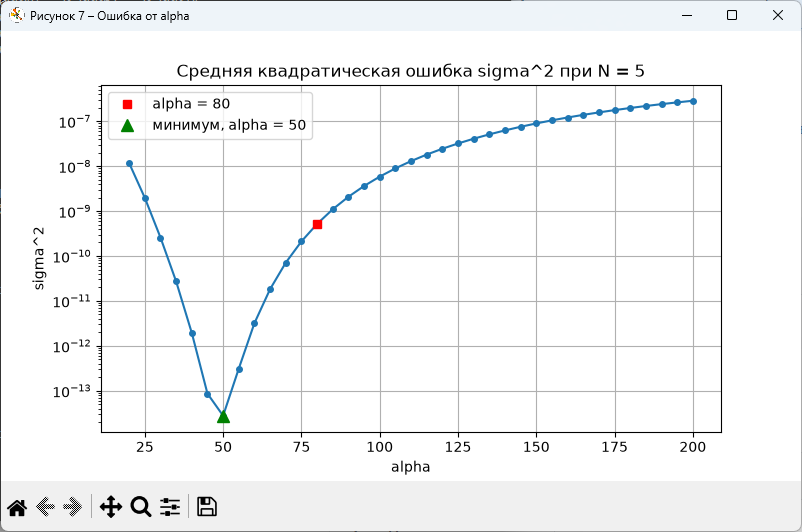 Рисунок 7 – Ошибка от alpha
Средняя квадратическая ошибка sigma^2 при N = 5
alpha = 80
минимум, alpha = 50
10⁻⁷
10⁻⁸
10⁻⁹
10⁻¹⁰
10⁻¹¹
10⁻¹²
10⁻¹³
sigma^2
25 50 75 100 125 150 175 200
alpha